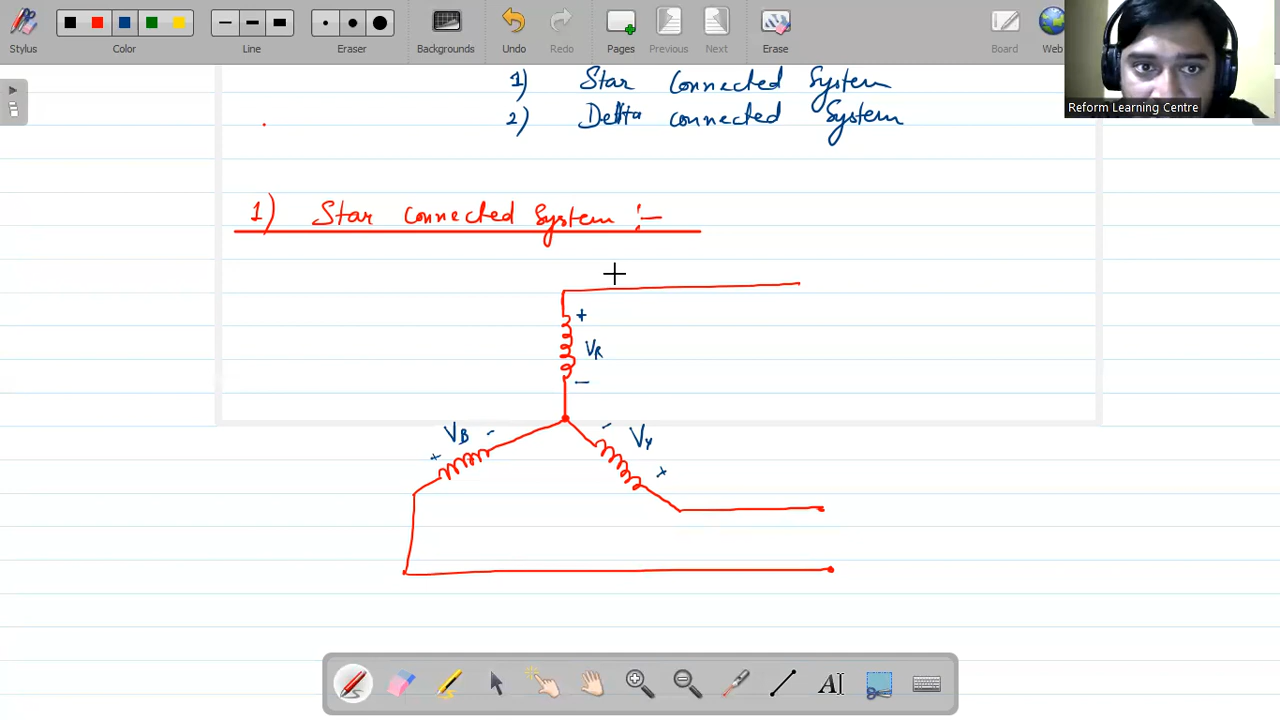 Stylus Color Line Eraser Backgrounds Undo Redo Pages Previous Next Erase Board Web
Reform Learning Centre
1) Star Connected System
2) Delta connected System
1) Star connected System :-
+
VR
-
VB -
+
- VY
+
AI